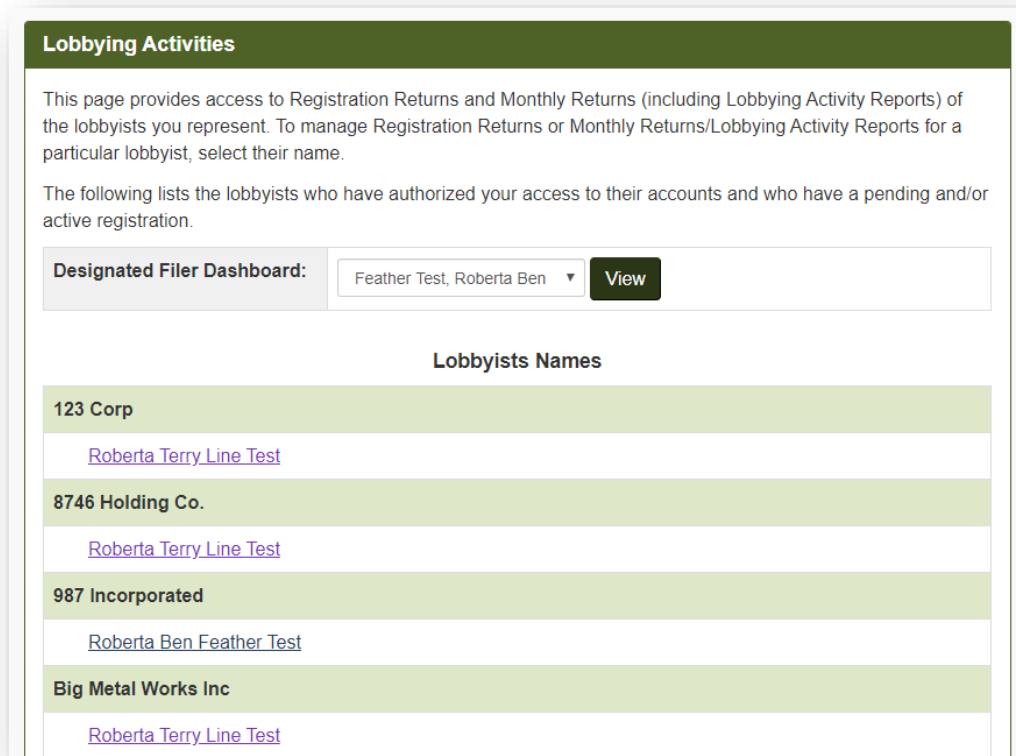 Lobbying Activities
This page provides access to Registration Returns and Monthly Returns (including Lobbying Activity Reports) of
the lobbyists you represent. To manage Registration Returns or Monthly Returns/Lobbying Activity Reports for a
particular lobbyist, select their name.
The following lists the lobbyists who have authorized your access to their accounts and who have a pending and/or
active registration.
Designated Filer Dashboard: Feather Test, Roberta Ben View
Lobbyists Names
123 Corp
Roberta Terry Line Test
8746 Holding Co.
Roberta Terry Line Test
987 Incorporated
Roberta Ben Feather Test
Big Metal Works Inc
Roberta Terry Line Test